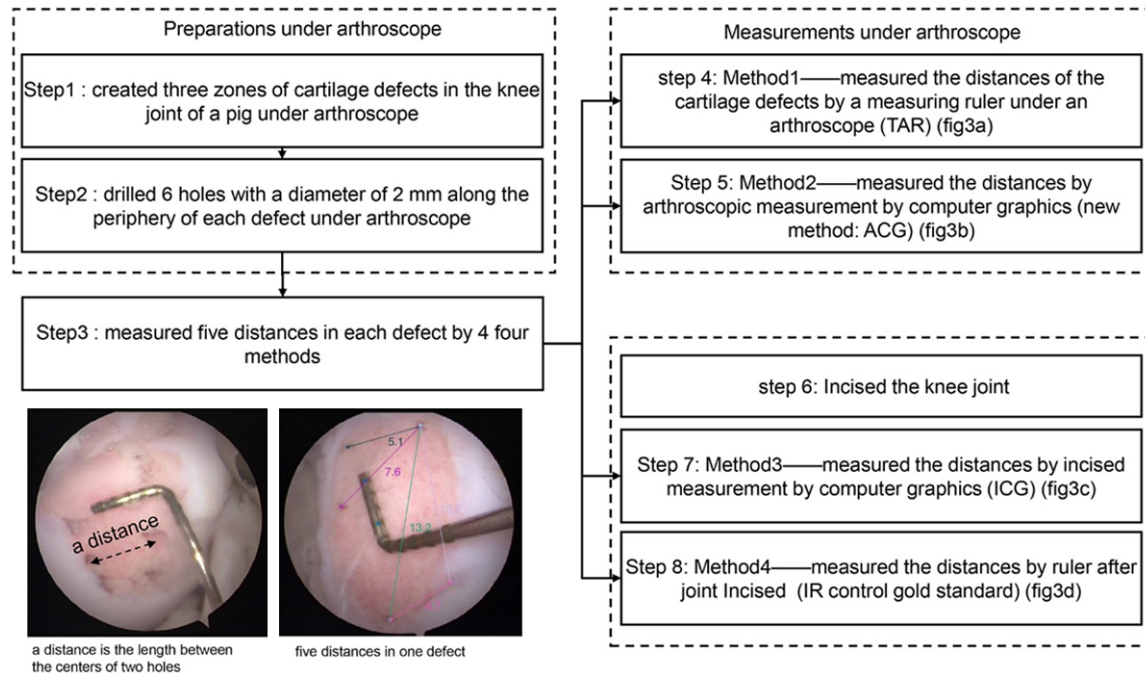 Preparations under arthroscope
Step1 : created three zones of cartilage defects in the knee
joint of a pig under arthroscope
Step2 : drilled 6 holes with a diameter of 2 mm along the
periphery of each defect under arthroscope
Step3 : measured five distances in each defect by 4 four
methods
a distance
a distance is the length between
the centers of two holes
5.1
7.6
13.2
five distances in one defect
Measurements under arthroscope
step 4: Method1——measured the distances of the
cartilage defects by a measuring ruler under an
arthroscope (TAR) (fig3a)
Step 5: Method2——measured the distances by
arthroscopic measurement by computer graphics (new
method: ACG) (fig3b)
step 6: Incised the knee joint
Step 7: Method3——measured the distances by incised
measurement by computer graphics (ICG) (fig3c)
Step 8: Method4——measured the distances by ruler after
joint Incised (IR control gold standard) (fig3d)